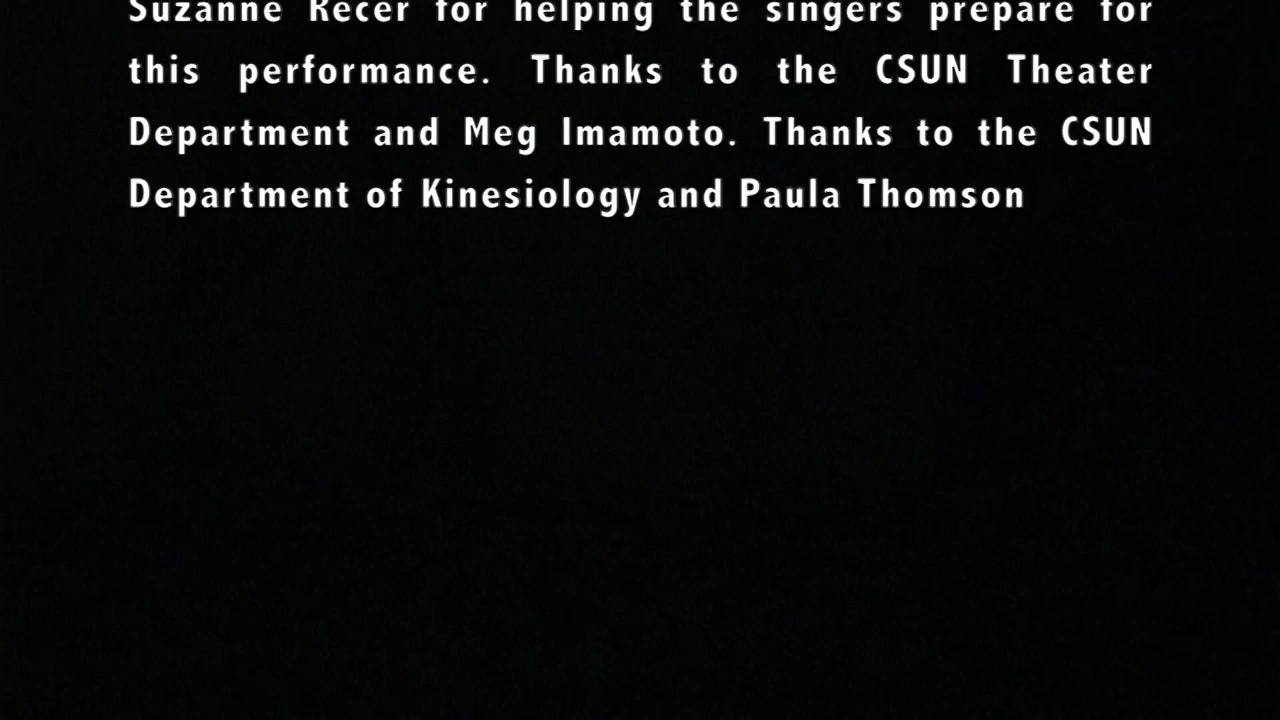 Suzanne Recer for helping the singers prepare for
this performance. Thanks to the CSUN Theater
Department and Meg Imamoto. Thanks to the CSUN
Department of Kinesiology and Paula Thomson